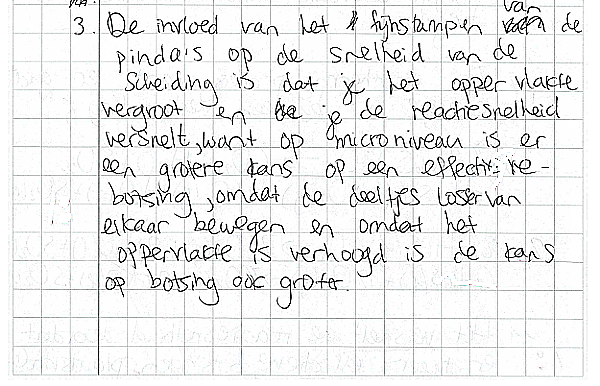 3. De invloed van het fijnstampen van de
pinda's op de snelheid van de
Scheiding is dat je het oppervlakte
vergroot en je de reactiesnelheid
versnelt, want op microniveau is er
een grotere kans op een effectieve-
botsing, omdat de deeltjes losser van
elkaar bewegen en omdat het
oppervlakte is verhoogd is de kans
op botsing ook groter.